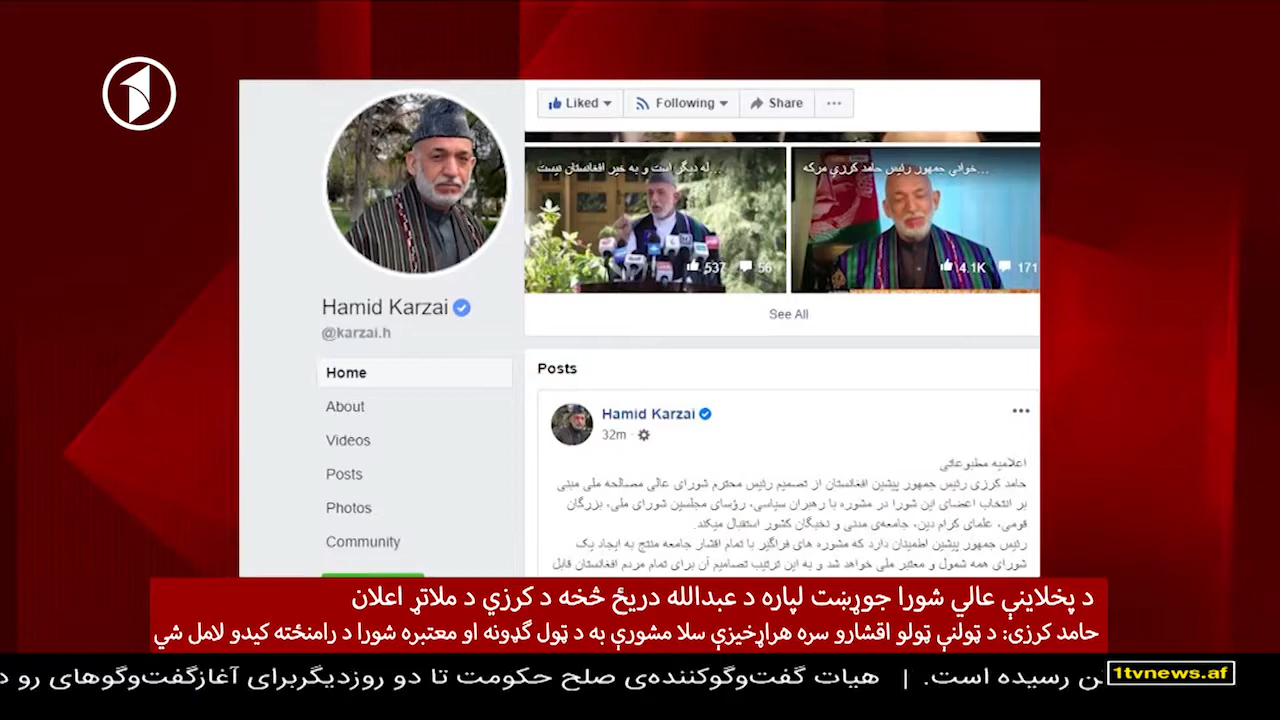 Liked
Following
Share
...له دیگر است و به خیر افغانستان نیست
537
56
خواني جمهور رئیس حامد کرزي مرکه...
4.1K
171
See All
Hamid Karzai
@karzai.h
Home
About
Videos
Posts
Photos
Community
Posts
Hamid Karzai
32m
اعلامیه مطبوعاتی
حامد کرزی رئیس جمهور پیشین افغانستان از تصمیم رئیس محترم شورای عالی مصالحه ملی مبنی
بر انتخاب اعضای این شورا در مشوره با رهبران سیاسی، رؤسای مجلسین شورای ملی، بزرگان
قومی، علمای کرام دین، جامعه‌ی مدنی و نخبگان کشور استقبال میکند.
رئیس جمهور پیشین اطمینان دارد که مشوره های فراگیر با تمام اقشار جامعه منتج به ایجاد یک
شورای همه شمول و معتبر ملی خواهد شد و به این ترتیب تصامیم آن برای تمام مردم افغانستان قابل
د پخلاینې عالي شورا جوړښت لپاره د عبدالله دریځ څخه د کرزي د ملاتړ اعلان
حامد کرزی: د ټولنې ټولو اقشارو سره هراړخیزې سلا مشورې به د ټول ګډونه او معتبره شورا د رامنځته کیدو لامل شي
ن رسیده است. | هیات گفت‌وگوکننده‌ی صلح حکومت تا دو روزدیگربرای آغازگفت‌وگوهای رو د
1tvnews.af